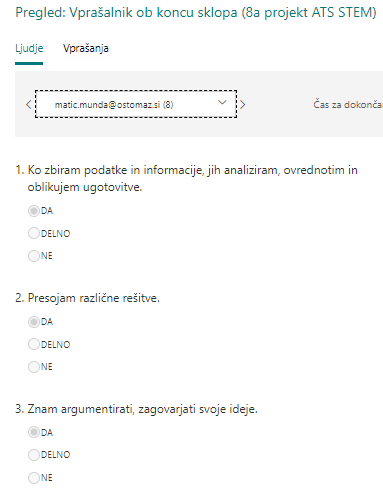 Pregled: Vprašalnik ob koncu sklopa (8a projekt ATS STEM)
Ljudje Vprašanja
matic.munda@ostomaz.si (8)
Čas za dokonča
1. Ko zbiram podatke in informacije, jih analiziram, ovrednotim in
oblikujem ugotovitve.
DA
DELNO
NE
2. Presojam različne rešitve.
DA
DELNO
NE
3. Znam argumentirati, zagovarjati svoje ideje.
DA
DELNO
NE